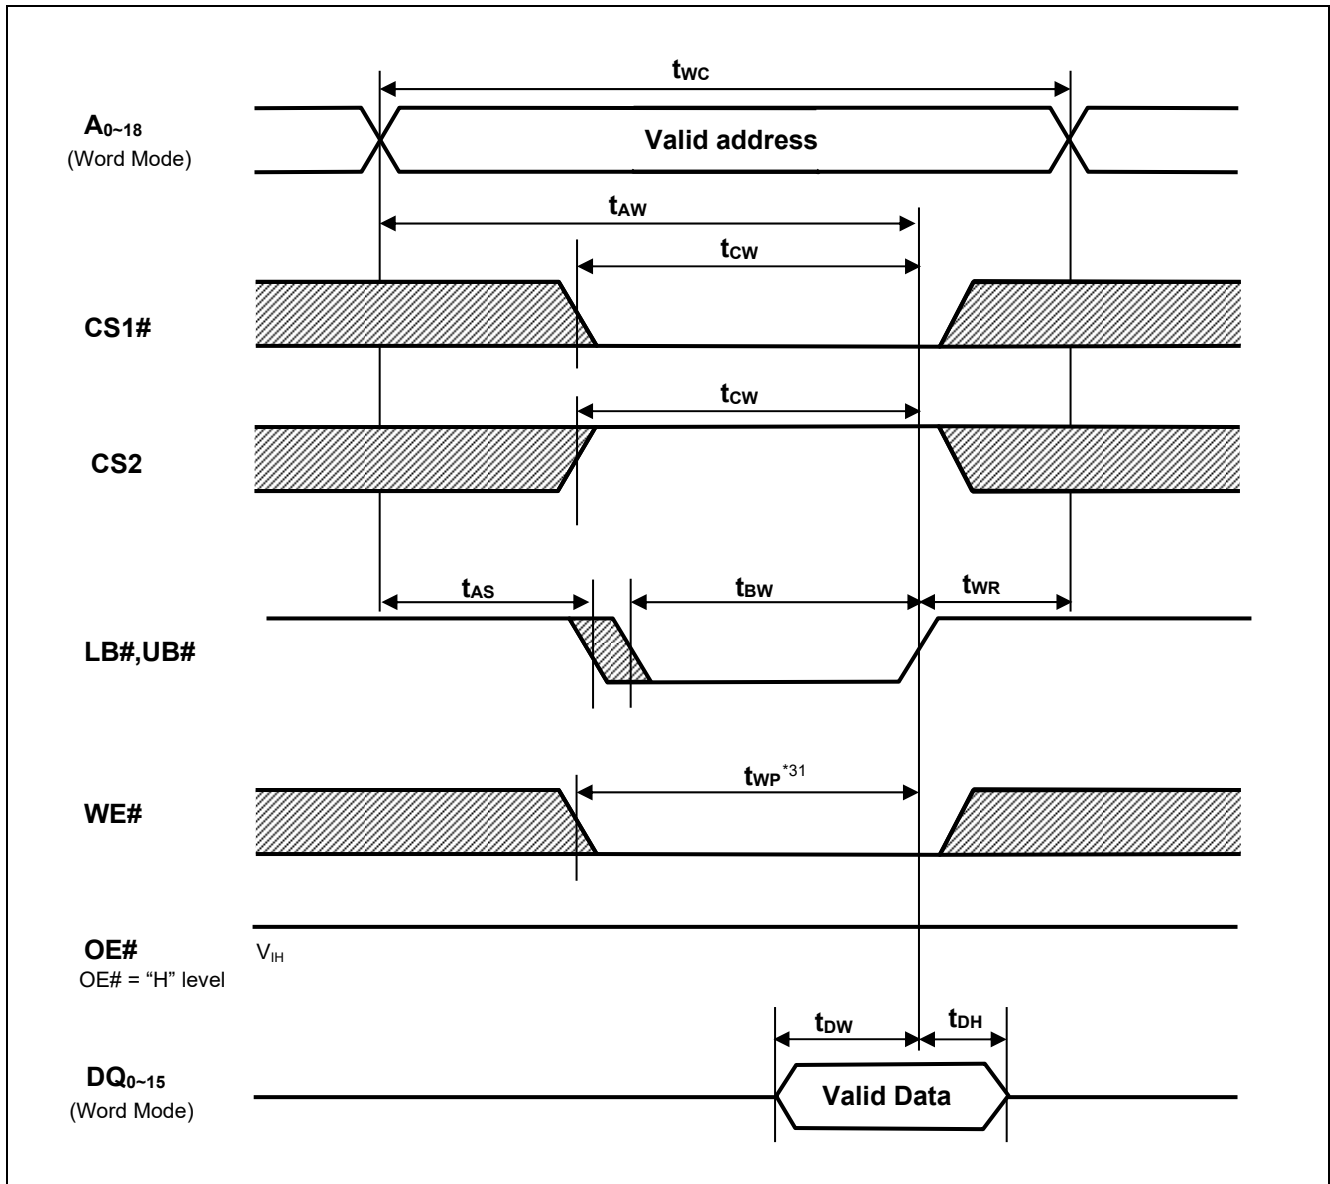 tWC
A0~18
(Word Mode)
Valid address
tAW
tCW
CS1#
tCW
CS2
tAS
tBW
tWR
LB#,UB#
tWP*31
WE#
OE#
VIH
OE# = “H” level
tDW
tDH
DQ0~15
(Word Mode)
Valid Data